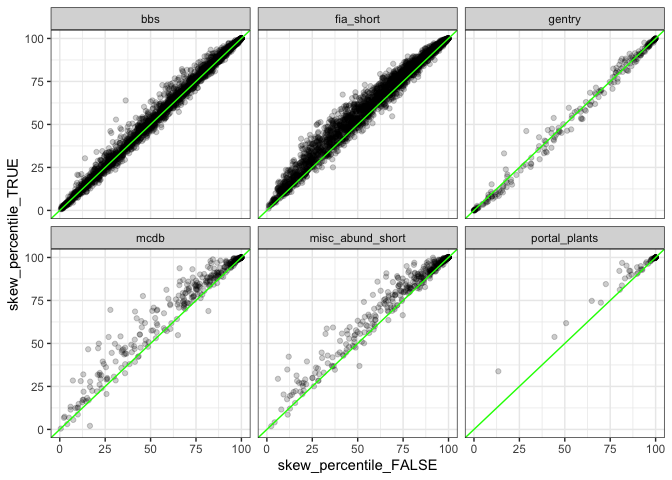 bbs fia_short gentry
100
75
50
25
0
skew_percentile_TRUE
mcdb misc_abund_short portal_plants
100
75
50
25
0
0 25 50 75 100 0 25 50 75 100 0 25 50 75 100
skew_percentile_FALSE